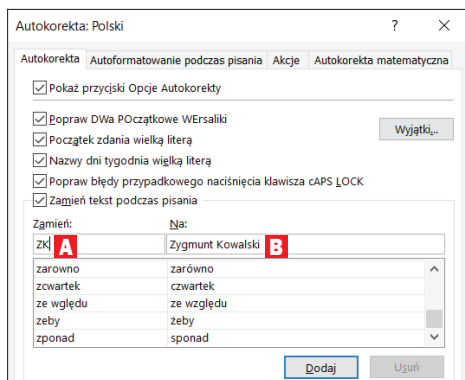 Autokorekta: Polski ? ×
Autokorekta Autoformatowanie podczas pisania Akcje Autokorekta matematyczna
Pokaż przyciski Opcje Autokorekty
Popraw DWa POczątkowe WErsaliki
Wyjątki...
Początek zdania wielką literą
Nazwy dni tygodnia wielką literą
Popraw błędy przypadkowego naciśnięcia klawisza cAPS LOCK
Zamień tekst podczas pisania
Zamień: Na:
ZK A Zygmunt Kowalski B
zarowno zarówno
zcwartek czwartek
ze wględu ze względu
zeby żeby
zponad sponad
Dodaj Usuń